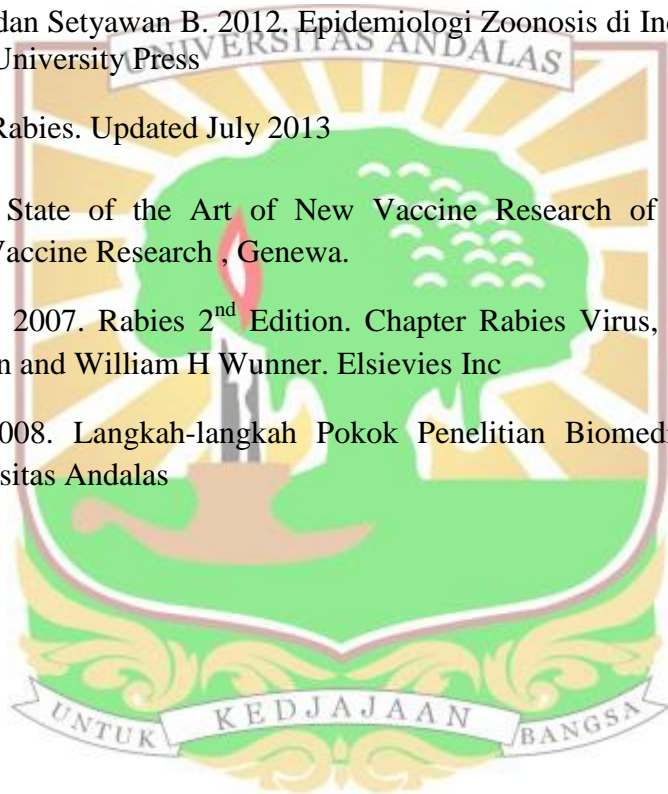 dan Setyawan B. 2012. Epidemiologi Zoonosis di In
University Press
UNIVERSITAS ANDALAS
Rabies. Updated July 2013
State of the Art of New Vaccine Research of
Vaccine Research , Genewa.
2007. Rabies 2nd Edition. Chapter Rabies Virus,
n and William H Wunner. Elsievies Inc
008. Langkah-langkah Pokok Penelitian Biomedi
sitas Andalas
UNTUK KEDJAJAAN BANGSA